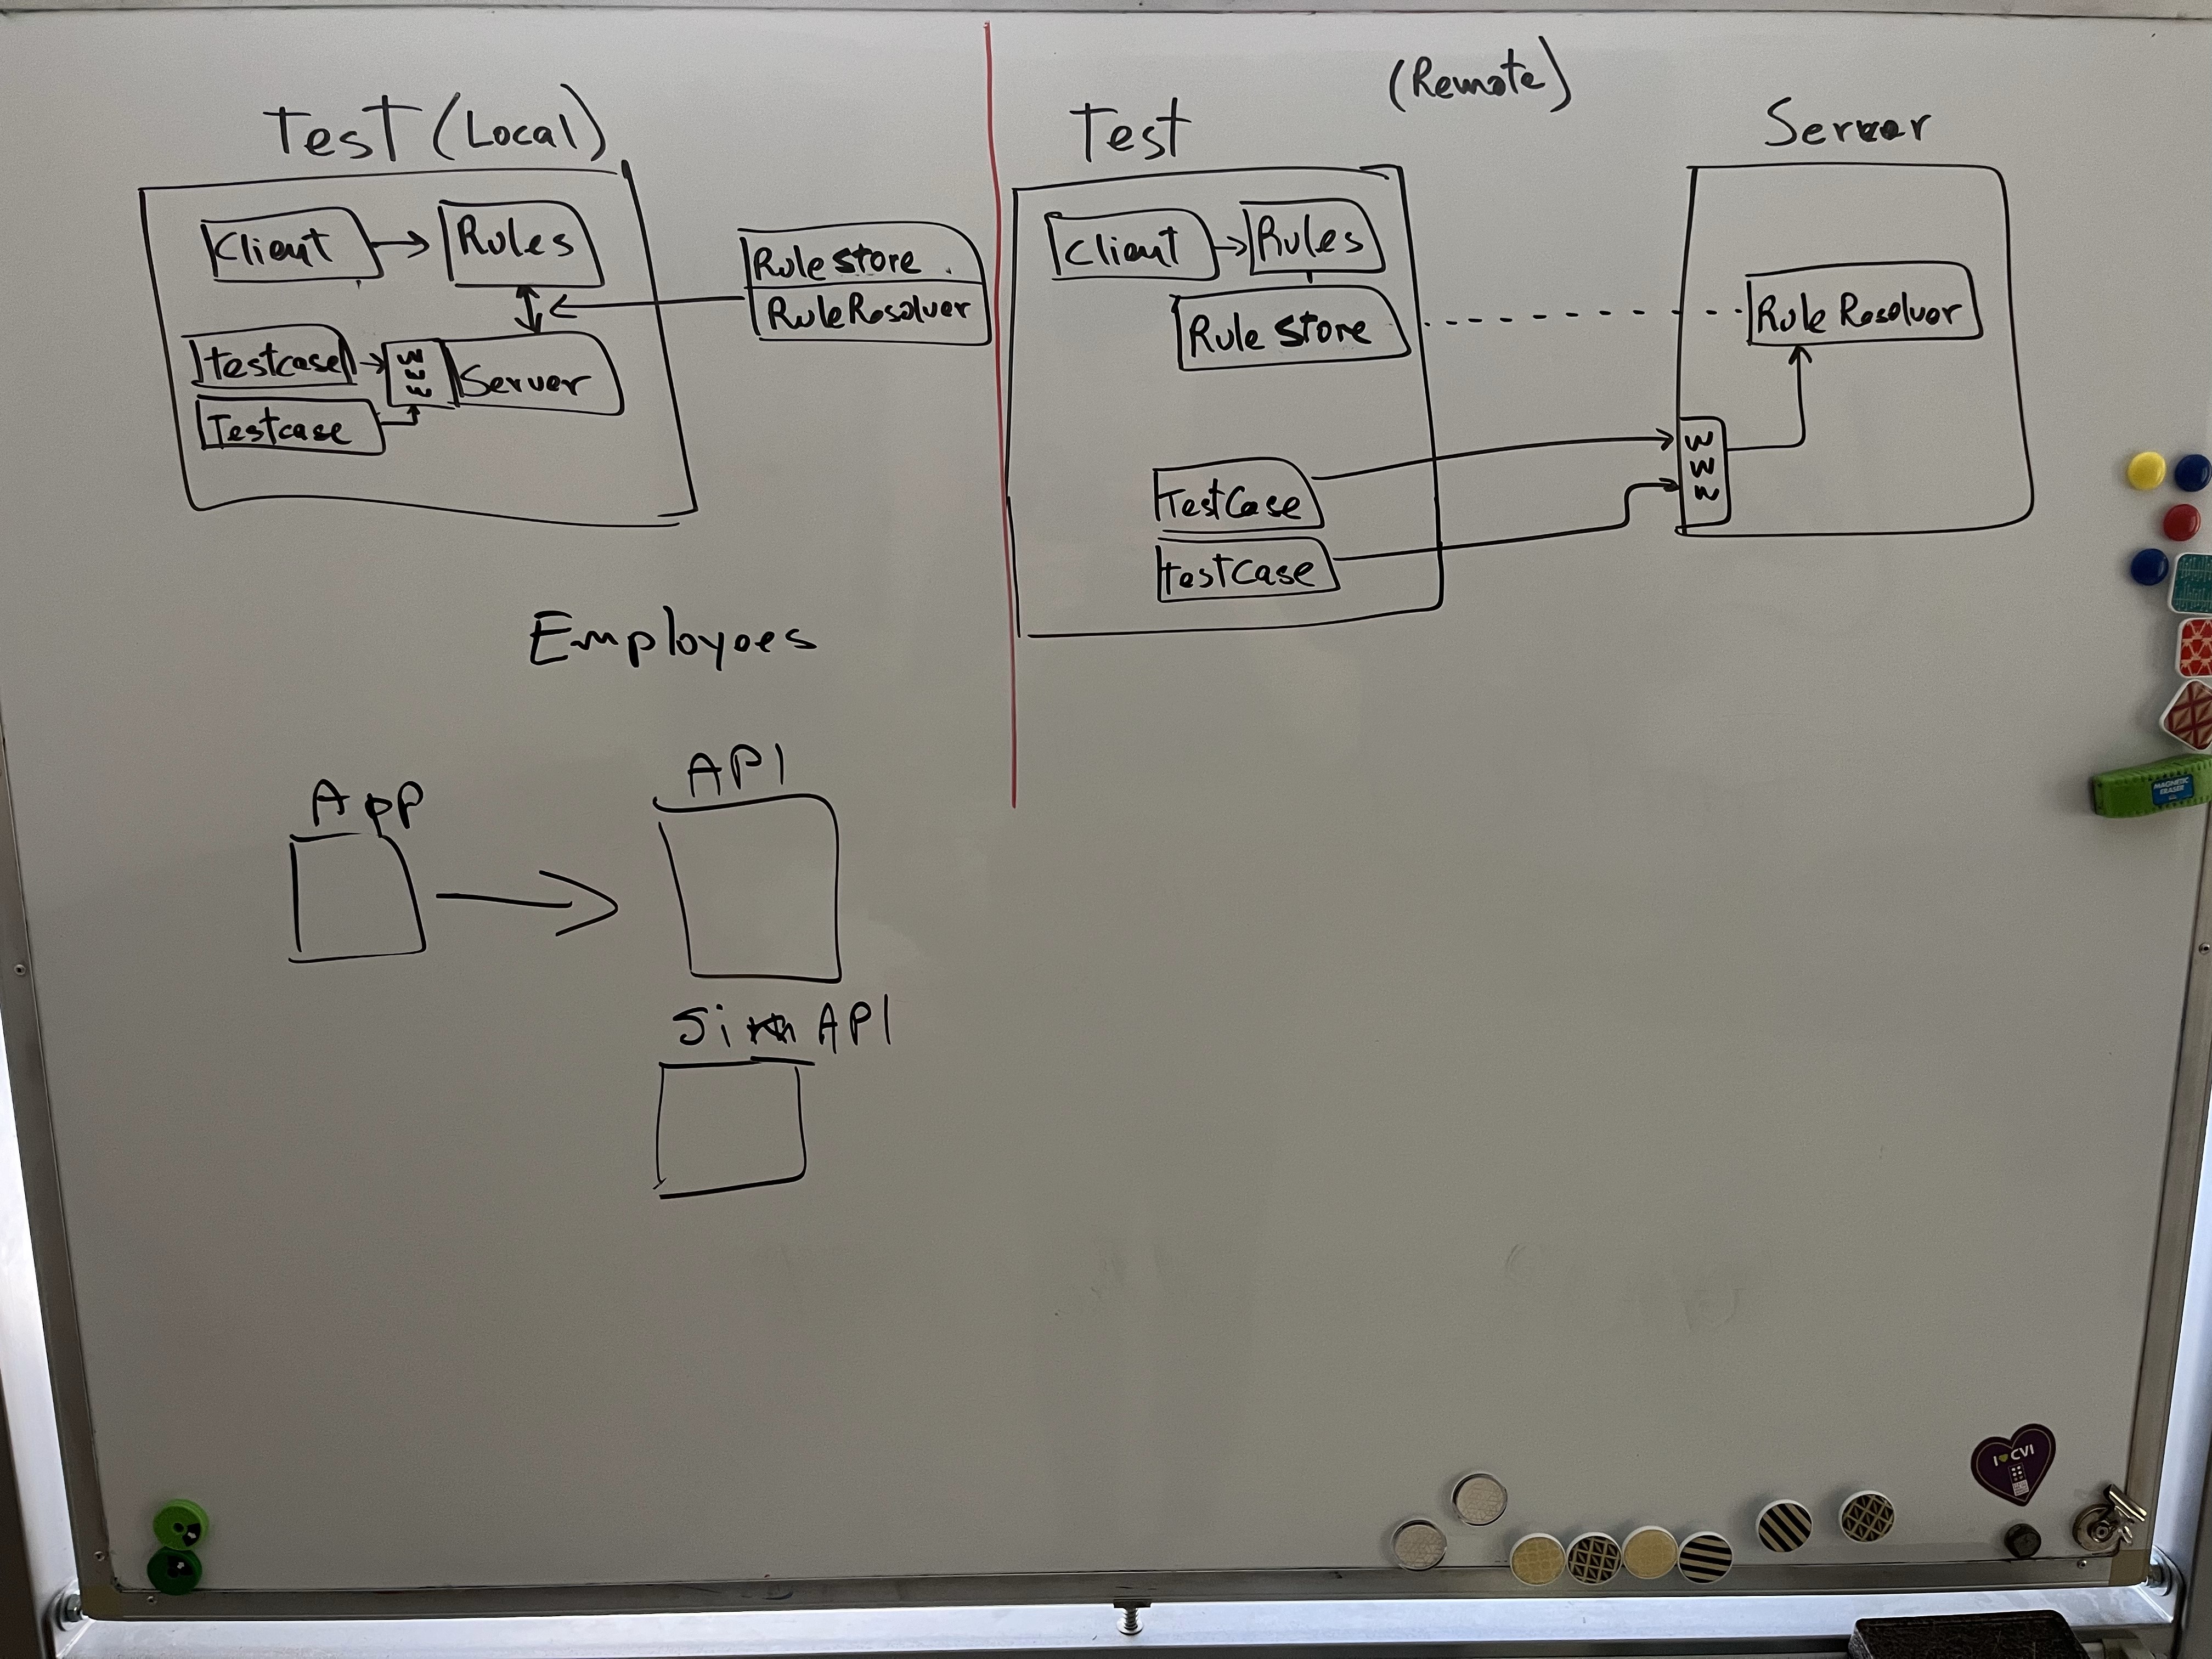 Test (Local)
Client
Rules
Rule Store
RuleResolver
testcase
www
Server
Testcase
(Remote)
Test
Server
Client
Rules
Rule Store
Rule Resolver
TestCase
testCase
www
Employees
App
API
Sim API
MAGNETIC
ERASER
I ♥ CVI